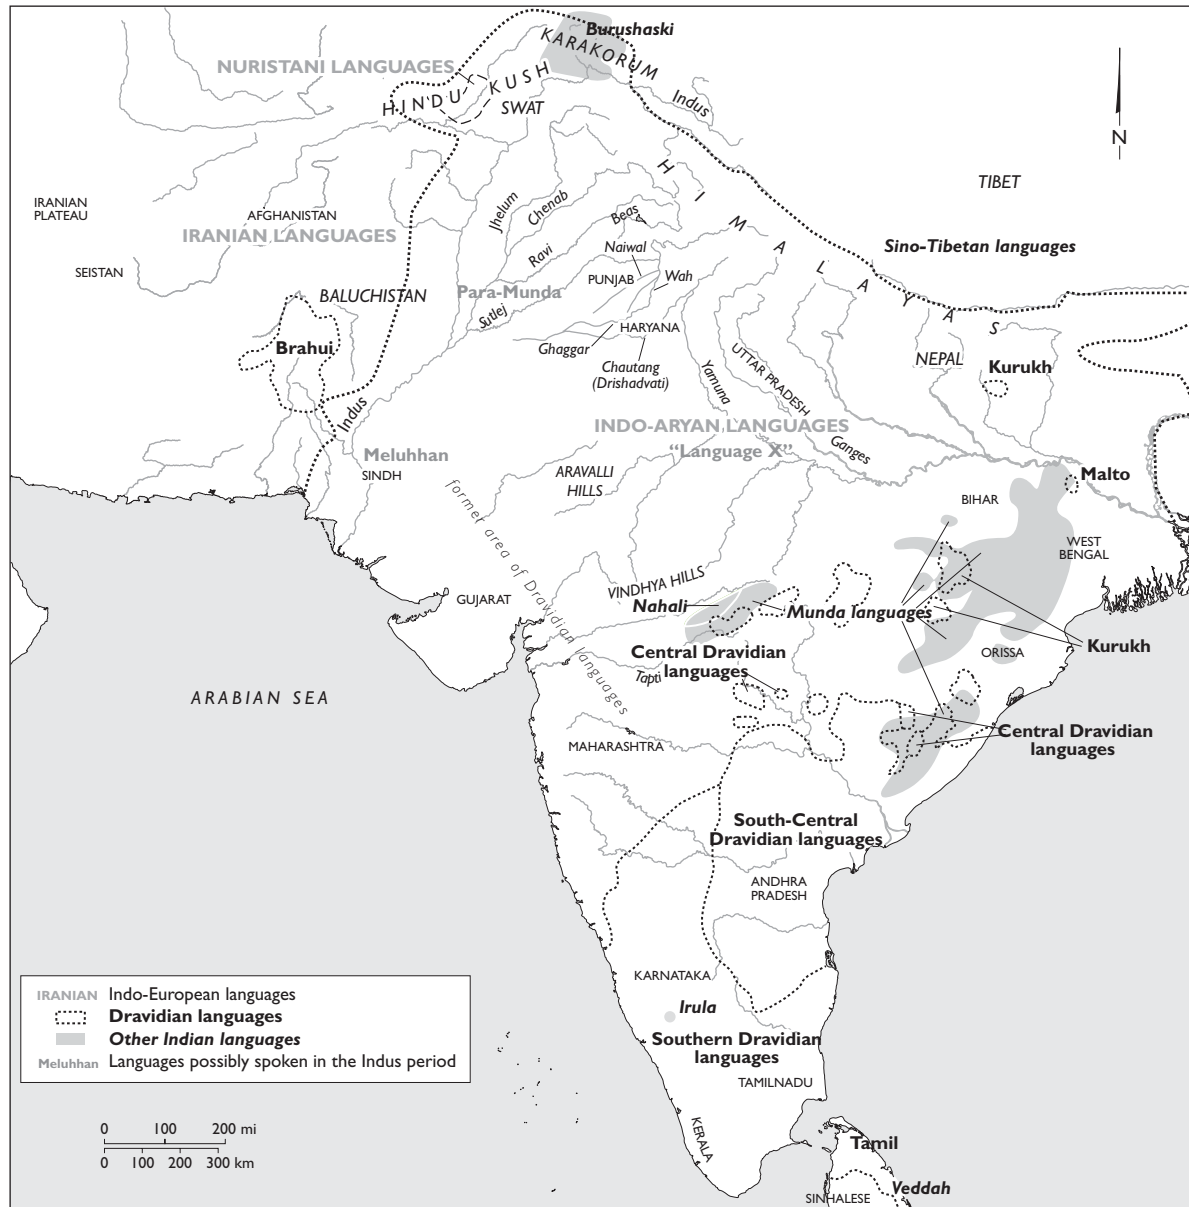 Burushaski
KARAKORUM
NURISTANI LANGUAGES
HINDU KUSH
SWAT
Indus
N
HIMALAYAS
TIBET
IRANIAN
PLATEAU
AFGHANISTAN
IRANIAN LANGUAGES
Jhelum
Chenab
Beas
Ravi
Naiwal
Sino-Tibetan languages
SEISTAN
PUNJAB
Wah
BALUCHISTAN
Para-Munda
Sutlej
HARYANA
Brahui
Ghaggar
Chautang
(Drishadvati)
Yamuna
UTTAR PRADESH
NEPAL
Kurukh
Indus
INDO-ARYAN LANGUAGES
“Language X”
Ganges
Meluhhan
SINDH
ARAVALLI
HILLS
Malto
former area of Dravidian languages
BIHAR
WEST
BENGAL
VINDHYA HILLS
GUJARAT
Nahali
Munda languages
Kurukh
Central Dravidian
languages
ORISSA
Tapti
ARABIAN SEA
Central Dravidian
languages
MAHARASHTRA
South-Central
Dravidian languages
ANDHRA
PRADESH
KARNATAKA
Irula
Southern Dravidian
languages
TAMILNADU
KERALA
Tamil
Veddah
SINHALESE
IRANIAN Indo-European languages
Dravidian languages
Other Indian languages
Meluhhan Languages possibly spoken in the Indus period
0 100 200 mi
0 100 200 300 km